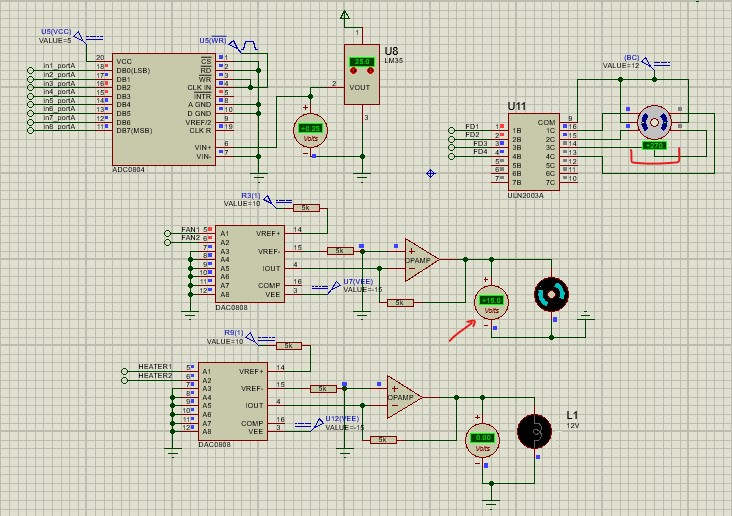 U5(VCC)
VALUE=5
U5(WR)
in1_portA
in2_portA
in3_portA
in4_portA
in5_portA
in6_portA
in7_portA
in8_portA
20
18
17
16
15
14
13
12
11
VCC
DB0(LSB)
DB1
DB2
DB3
DB4
DB5
DB6
DB7(MSB)
CS
RD
WR
CLK IN
INTR
A GND
D GND
VREF/2
CLK R
VIN+
VIN-
1
2
3
4
5
8
10
9
19
6
7
ADC0804
+0.25
Volts
1
25.0
2
VOUT
3
U8
LM35
(BC)
VALUE=12
U11
FD1
FD2
FD3
FD4
1
2
3
4
5
6
7
1B
2B
3B
4B
5B
6B
7B
COM
1C
2C
3C
4C
5C
6C
7C
9
16
15
14
13
12
11
10
ULN2003A
+270
R3(1)
VALUE=10
5k
FAN1
FAN2
5
6
7
8
9
10
11
12
A1
A2
A3
A4
A5
A6
A7
A8
VREF+
VREF-
IOUT
COMP
VEE
14
15
4
16
3
DAC0808
5k
U7(VEE)
VALUE=-15
OPAMP
5k
+15.0
Volts
R9(1)
VALUE=10
5k
HEATER1
HEATER2
5
6
7
8
9
10
11
12
A1
A2
A3
A4
A5
A6
A7
A8
VREF+
VREF-
IOUT
COMP
VEE
14
15
4
16
3
DAC0808
5k
U12(VEE)
VALUE=-15
OPAMP
5k
0.00
Volts
L1
12V